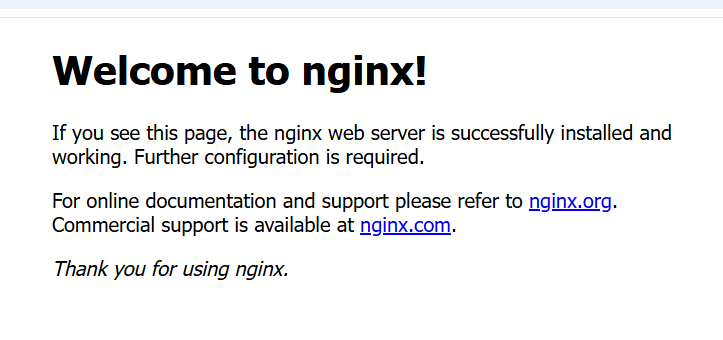 Welcome to nginx!
If you see this page, the nginx web server is successfully installed and
working. Further configuration is required.
For online documentation and support please refer to nginx.org.
Commercial support is available at nginx.com.
Thank you for using nginx.